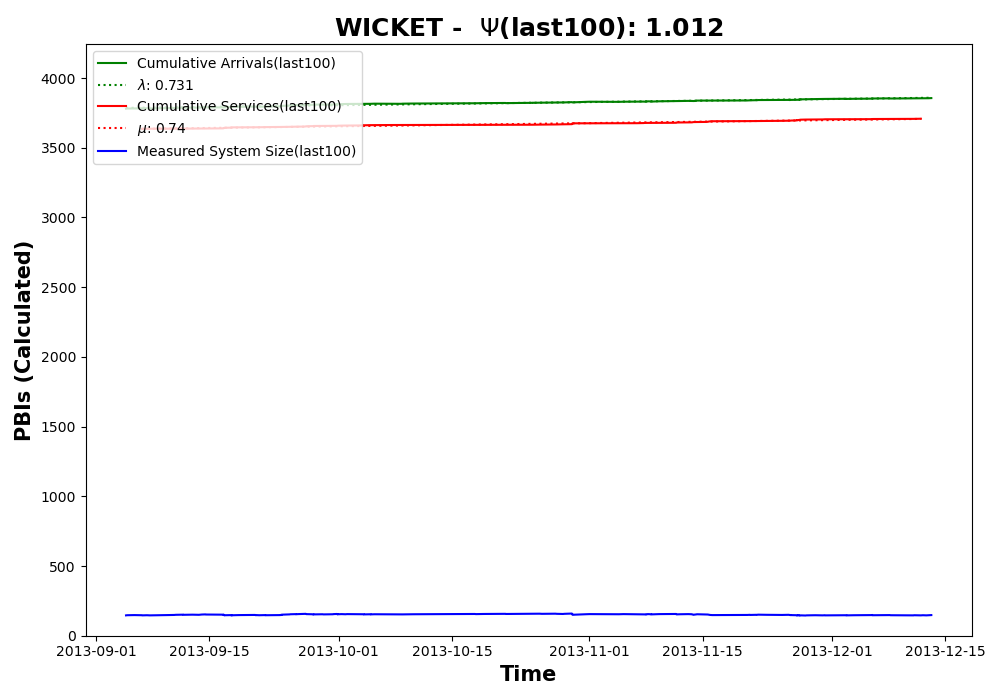 WICKET - Ψ(last100): 1.012
Cumulative Arrivals(last100)
λ: 0.731
Cumulative Services(last100)
μ: 0.74
Measured System Size(last100)
PBIs (Calculated)
4000
3500
3000
2500
2000
1500
1000
500
0
2013-09-01 2013-09-15 2013-10-01 2013-10-15 2013-11-01 2013-11-15 2013-12-01 2013-12-15
Time